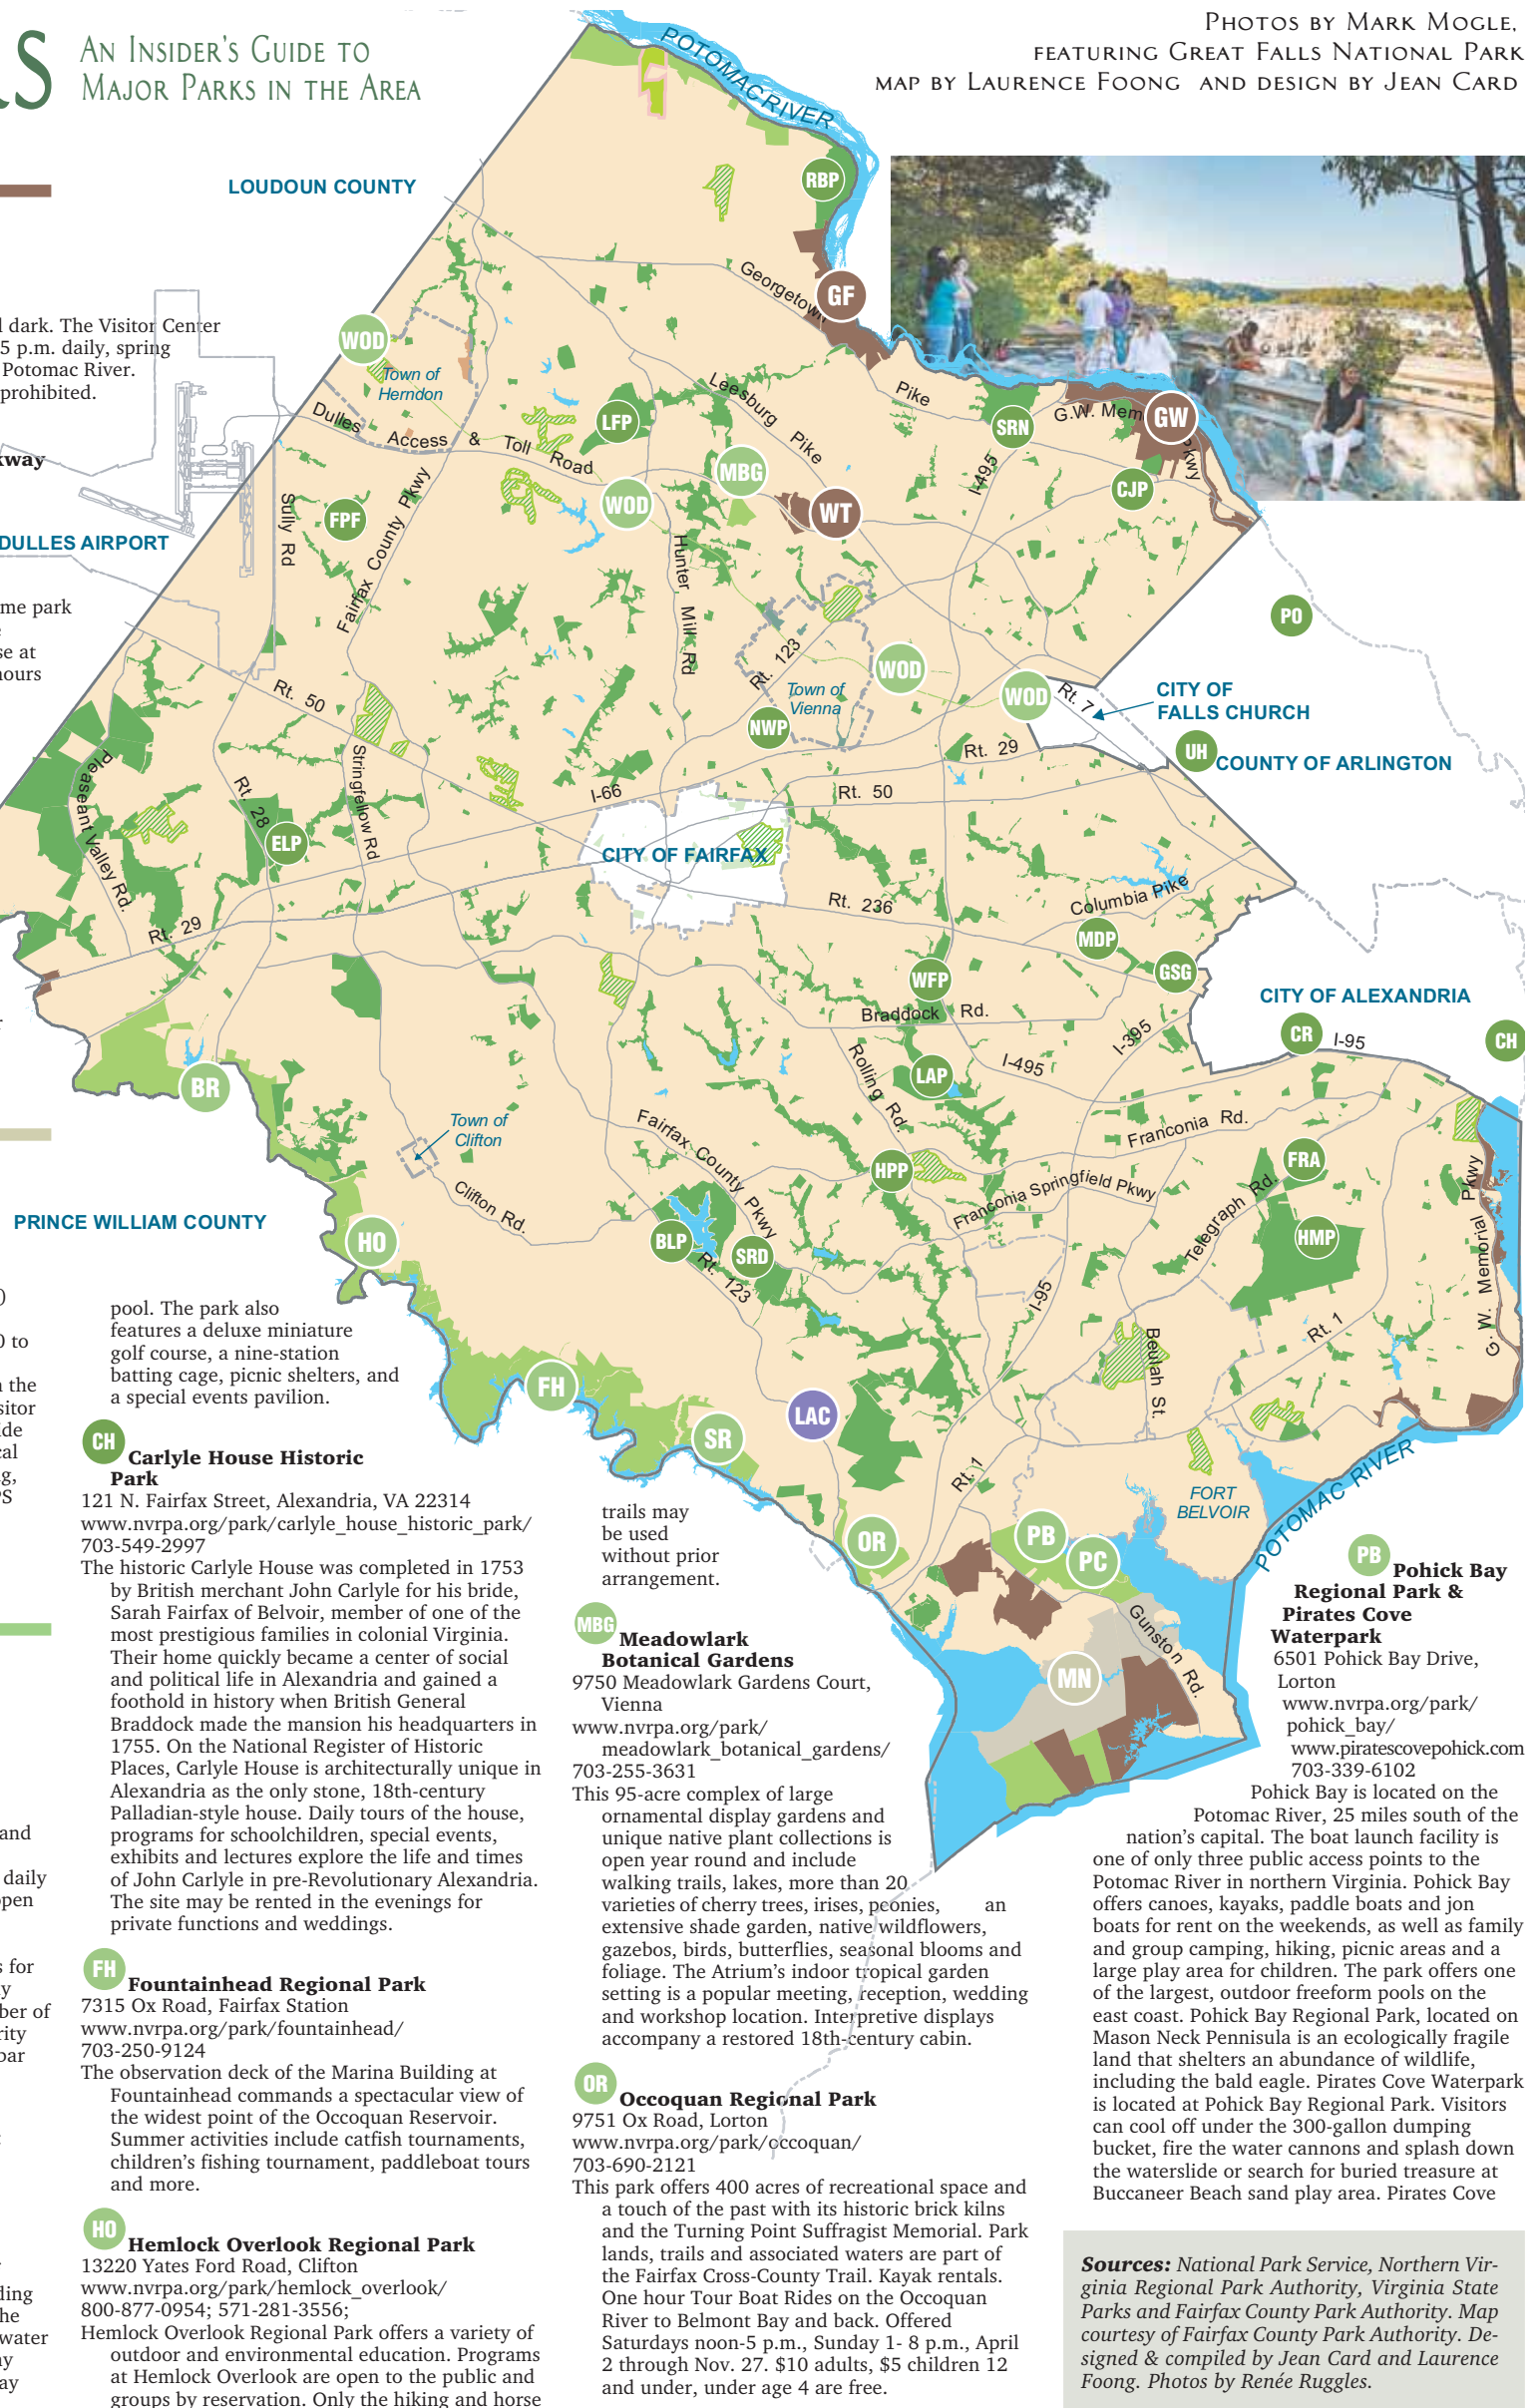 AN INSIDER'S GUIDE TO
MAJOR PARKS IN THE AREA
PHOTOS BY MARK MOGLE,
FEATURING GREAT FALLS NATIONAL PARK
MAP BY LAURENCE FOONG AND DESIGN BY JEAN CARD
POTOMAC RIVER
LOUDOUN COUNTY
RBP
Georgetown
GF
l dark. The Visitor Center
5 p.m. daily, spring
Potomac River.
prohibited.
WOD
Town of
Herndon
Dulles Access & Toll Road
LFP
Leesburg Pike
Pike
SRN
G.W. Mem
GW
Pkwy
kway
MBG
I-495
CJP
WOD
WT
FPF
Sully Rd
Fairfax County Pkwy
DULLES AIRPORT
Hunter Mill Rd
me park
se at
hours
PO
Rt. 123
WOD
Rt. 50
Town of
Vienna
WOD
Rt. 7
CITY OF
FALLS CHURCH
NWP
Rt. 29
UH
COUNTY OF ARLINGTON
Pleasant Valley Rd.
Rt. 28
Stringfellow Rd
I-66
Rt. 50
ELP
CITY OF FAIRFAX
Rt. 236
Columbia Pike
Rt. 29
MDP
GSG
WFP
CITY OF ALEXANDRIA
Braddock Rd.
CR
I-95
CH
I-395
Rolling Rd.
I-495
LAP
BR
Town of
Clifton
Fairfax County Pkwy
Franconia Rd.
FRA
HPP
Franconia Springfield Pkwy
Clifton Rd.
Telegraph Rd.
G. W. Memorial Pkwy
PRINCE WILLIAM COUNTY
HO
BLP
SRD
HMP
Rt. 123
I-95
Rt. 1
Beulah St.
FH
LAC
SR
Rt. 1
FORT
BELVOIR
POTOMAC RIVER
OR
PB
PC
Gunston Rd.
MN
0 to
n the
sitor
ide
cal
g,
PS
and
daily
open
s for
y
ber of
rity
bar
ding
he
water
ny
ay
pool. The park also
features a deluxe miniature
golf course, a nine-station
batting cage, picnic shelters, and
a special events pavilion.
CH Carlyle House Historic
Park
121 N. Fairfax Street, Alexandria, VA 22314
www.nvrpa.org/park/carlyle_house_historic_park/
703-549-2997
The historic Carlyle House was completed in 1753
by British merchant John Carlyle for his bride,
Sarah Fairfax of Belvoir, member of one of the
most prestigious families in colonial Virginia.
Their home quickly became a center of social
and political life in Alexandria and gained a
foothold in history when British General
Braddock made the mansion his headquarters in
1755. On the National Register of Historic
Places, Carlyle House is architecturally unique in
Alexandria as the only stone, 18th-century
Palladian-style house. Daily tours of the house,
programs for schoolchildren, special events,
exhibits and lectures explore the life and times
of John Carlyle in pre-Revolutionary Alexandria.
The site may be rented in the evenings for
private functions and weddings.
FH Fountainhead Regional Park
7315 Ox Road, Fairfax Station
www.nvrpa.org/park/fountainhead/
703-250-9124
The observation deck of the Marina Building at
Fountainhead commands a spectacular view of
the widest point of the Occoquan Reservoir.
Summer activities include catfish tournaments,
children's fishing tournament, paddleboat tours
and more.
HO Hemlock Overlook Regional Park
13220 Yates Ford Road, Clifton
www.nvrpa.org/park/hemlock_overlook/
800-877-0954; 571-281-3556;
Hemlock Overlook Regional Park offers a variety of
outdoor and environmental education. Programs
at Hemlock Overlook are open to the public and
groups by reservation. Only the hiking and horse
trails may
be used
without prior
arrangement.
MBG Meadowlark
Botanical Gardens
9750 Meadowlark Gardens Court,
Vienna
www.nvrpa.org/park/
meadowlark_botanical_gardens/
703-255-3631
This 95-acre complex of large
ornamental display gardens and
unique native plant collections is
open year round and include
walking trails, lakes, more than 20
varieties of cherry trees, irises, peonies, an
extensive shade garden, native wildflowers,
gazebos, birds, butterflies, seasonal blooms and
foliage. The Atrium's indoor tropical garden
setting is a popular meeting, reception, wedding
and workshop location. Interpretive displays
accompany a restored 18th-century cabin.
OR Occoquan Regional Park
9751 Ox Road, Lorton
www.nvrpa.org/park/occoquan/
703-690-2121
This park offers 400 acres of recreational space and
a touch of the past with its historic brick kilns
and the Turning Point Suffragist Memorial. Park
lands, trails and associated waters are part of
the Fairfax Cross-County Trail. Kayak rentals.
One hour Tour Boat Rides on the Occoquan
River to Belmont Bay and back. Offered
Saturdays noon-5 p.m., Sunday 1- 8 p.m., April
2 through Nov. 27. $10 adults, $5 children 12
and under, under age 4 are free.
PB Pohick Bay
Regional Park &
Pirates Cove
Waterpark
6501 Pohick Bay Drive,
Lorton
www.nvrpa.org/park/
pohick_bay/
www.piratescovepohick.com
703-339-6102
Pohick Bay is located on the
Potomac River, 25 miles south of the
nation's capital. The boat launch facility is
one of only three public access points to the
Potomac River in northern Virginia. Pohick Bay
offers canoes, kayaks, paddle boats and jon
boats for rent on the weekends, as well as family
and group camping, hiking, picnic areas and a
large play area for children. The park offers one
of the largest, outdoor freeform pools on the
east coast. Pohick Bay Regional Park, located on
Mason Neck Pennisula is an ecologically fragile
land that shelters an abundance of wildlife,
including the bald eagle. Pirates Cove Waterpark
is located at Pohick Bay Regional Park. Visitors
can cool off under the 300-gallon dumping
bucket, fire the water cannons and splash down
the waterslide or search for buried treasure at
Buccaneer Beach sand play area. Pirates Cove
Sources: National Park Service, Northern Vir-
ginia Regional Park Authority, Virginia State
Parks and Fairfax County Park Authority. Map
courtesy of Fairfax County Park Authority. De-
signed & compiled by Jean Card and Laurence
Foong. Photos by Renée Ruggles.